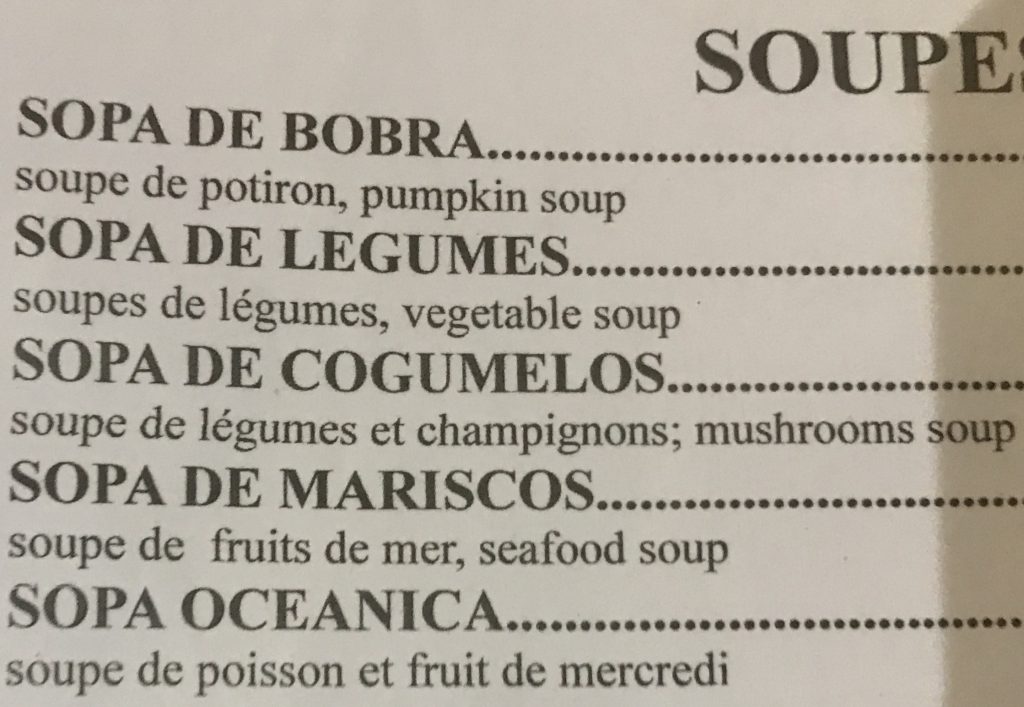 SOUPES
SOPA DE BOBRA................................
soupe de potiron, pumpkin soup
SOPA DE LEGUMES................................
soupes de légumes, vegetable soup
SOPA DE COGUMELOS.........................
soupe de légumes et champignons; mushrooms soup
SOPA DE MARISCOS..............................
soupe de fruits de mer, seafood soup
SOPA OCEANICA....................................
soupe de poisson et fruit de mercredi